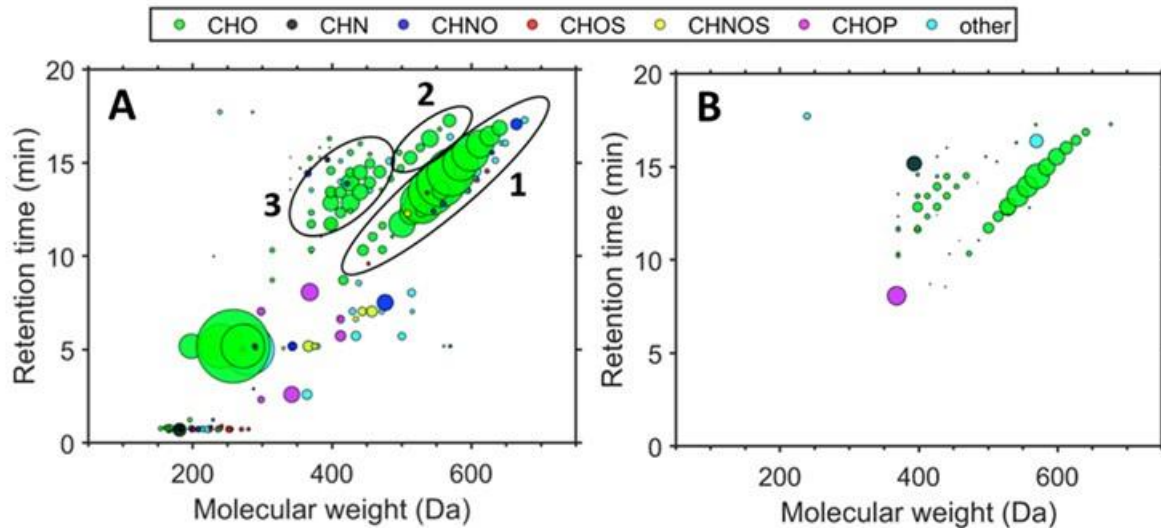 CHO CHN CHNO CHOS CHNOS CHOP other
A
B
1
2
3
20
15
10
5
0
200 400 600
Retention time (min)
Molecular weight (Da)
20
15
10
5
0
200 400 600
Retention time (min)
Molecular weight (Da)